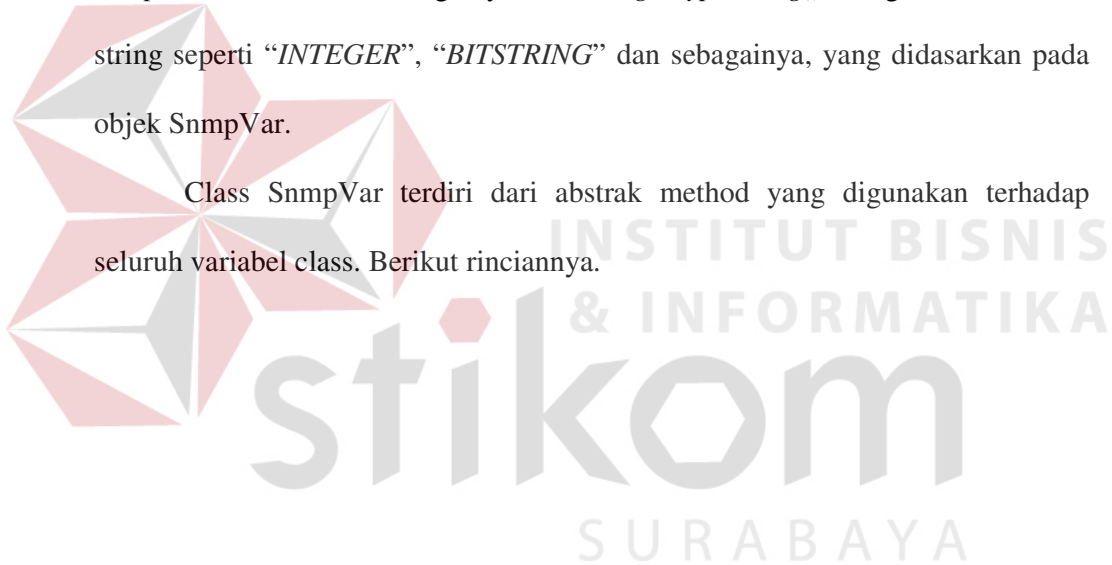 string seperti “INTEGER”, “BITSTRING” dan sebagainya, yang didasarkan pada
objek SnmpVar.
Class SnmpVar terdiri dari abstrak method yang digunakan terhadap
seluruh variabel class. Berikut rinciannya.
INSTITUT BISNIS
& INFORMATIKA
stikom
SURABAYA